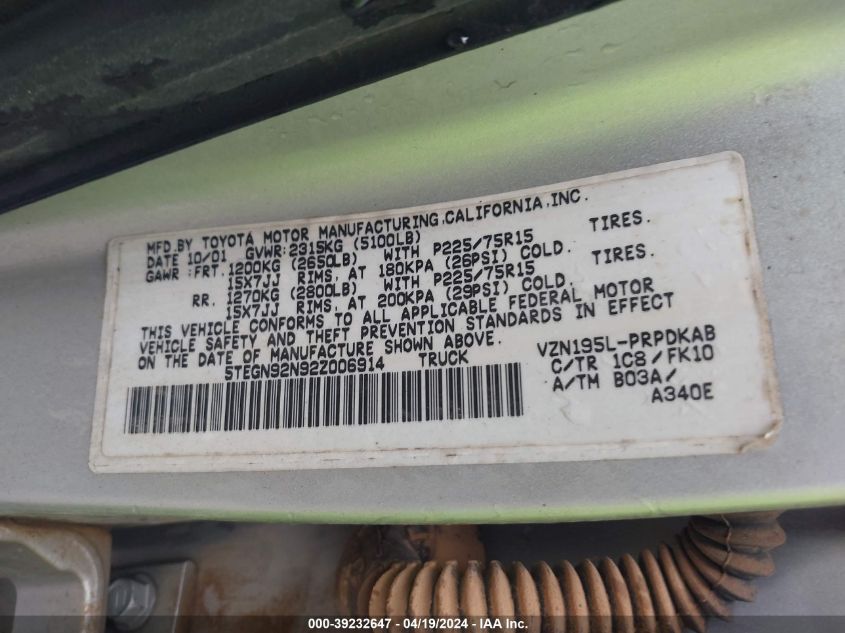 MFD.BY TOYOTA MOTOR MANUFACTURING,CALIFORNIA,INC.
DATE 10/01 GVWR:2315KG (5100LB)
GAWR:FRT. 1200KG (2650LB) WITH P225/75R15 TIRES.
15X7JJ RIMS, AT 180KPA (26PSI) COLD.
RR. 1270KG (2800LB) WITH P225/75R15 TIRES.
15X7JJ RIMS, AT 200KPA (29PSI) COLD.
THIS VEHICLE CONFORMS TO ALL APPLICABLE FEDERAL MOTOR
VEHICLE SAFETY AND THEFT PREVENTION STANDARDS IN EFFECT
ON THE DATE OF MANUFACTURE SHOWN ABOVE.
5TEGN92N92Z006914 TRUCK
VZN195L-PRPDKAB
C/TR 1C8/FK10
A/TM B03A/
A340E
000-39232647 - 04/19/2024 - IAA Inc.